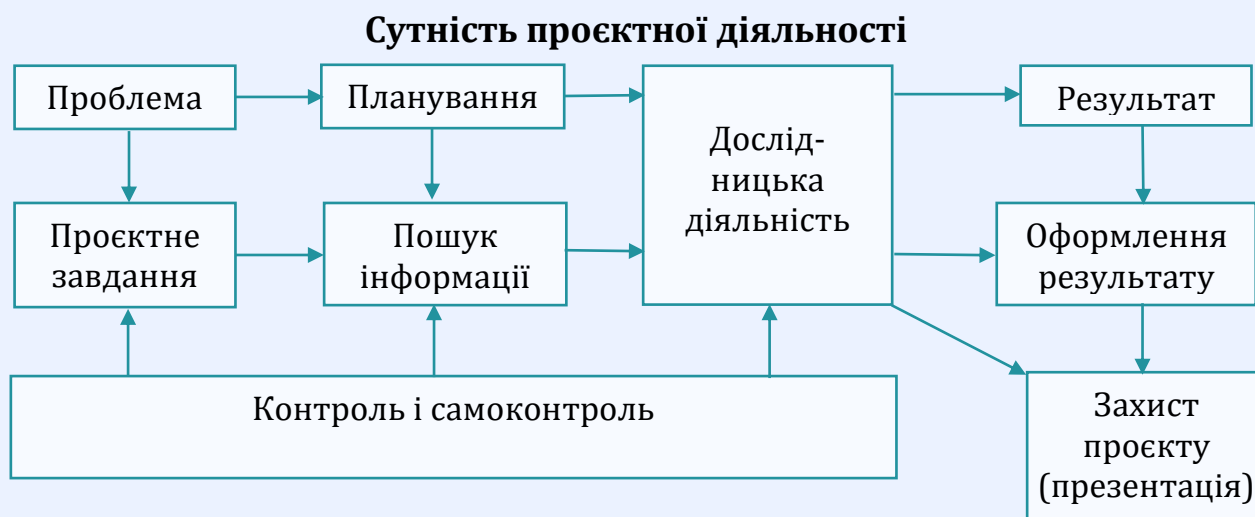 Сутність проєктної діяльності
Проблема
Планування
Дослід-
ницька
діяльність
Результат
Проєктне
завдання
Пошук
інформації
Оформлення
результату
Контроль і самоконтроль
Захист
проєкту
(презентація)